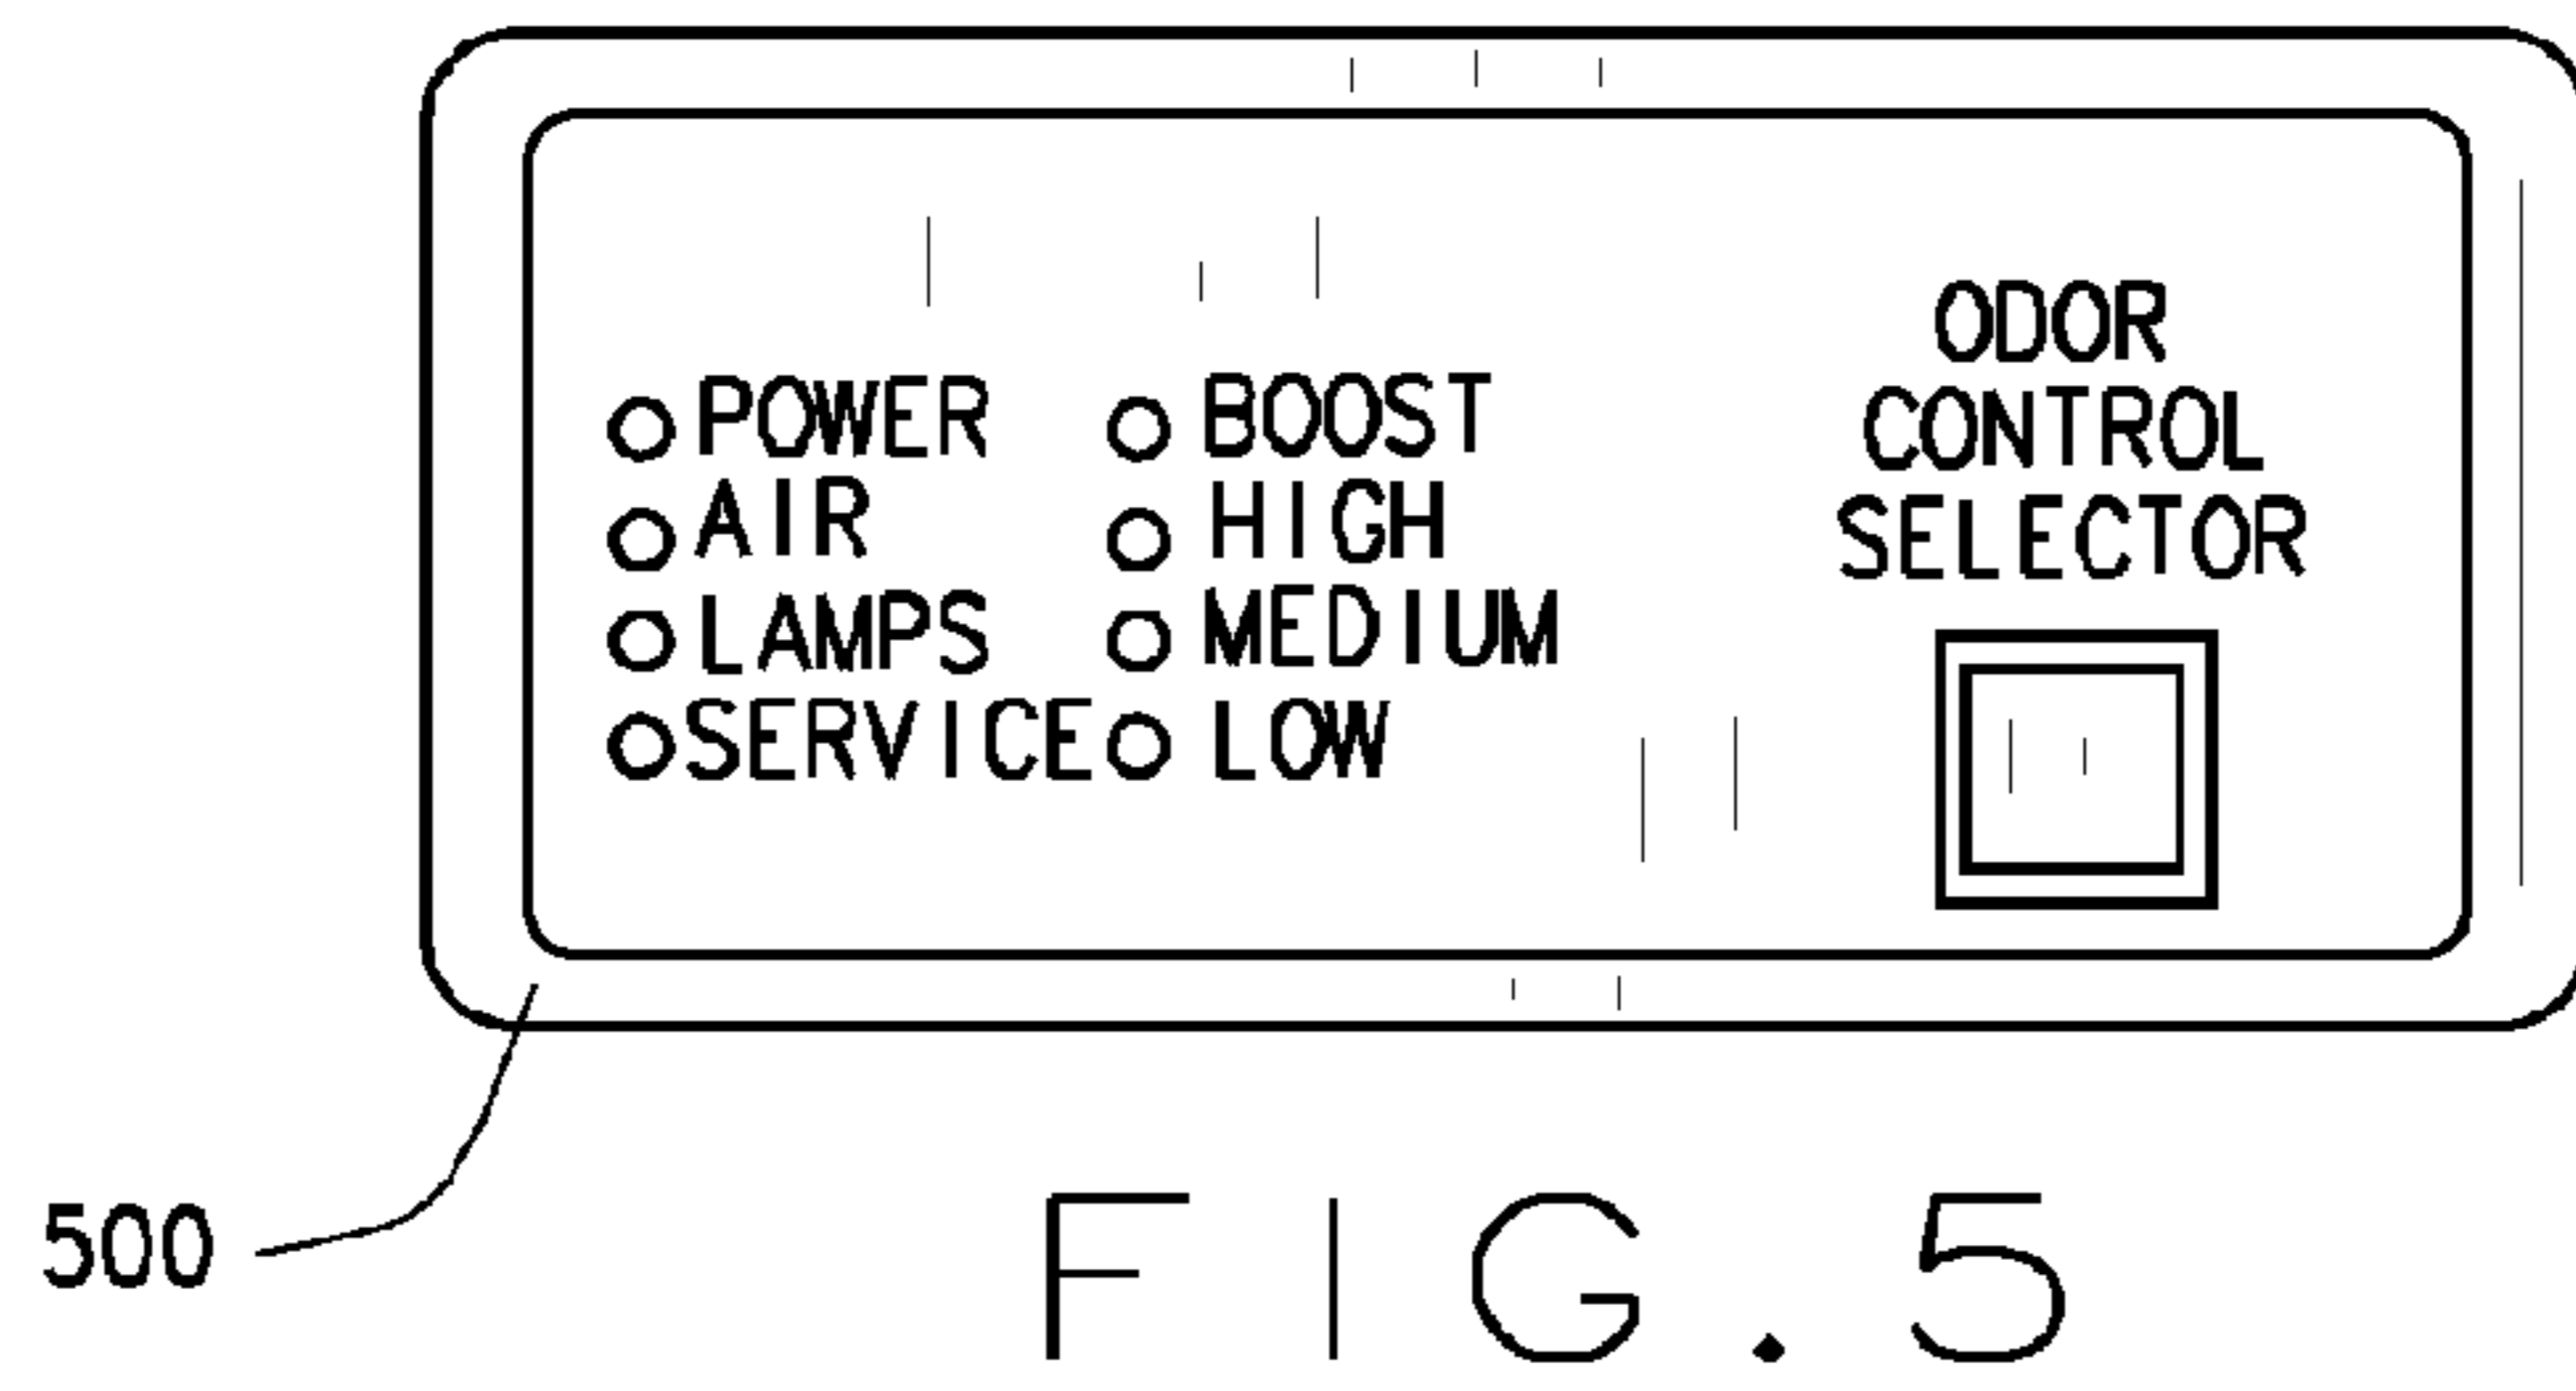 ODOR
CONTROL
SELECTOR
POWER BOOST
AIR HIGH
LAMPS MEDIUM
SERVICE LOW
500
FIG.5